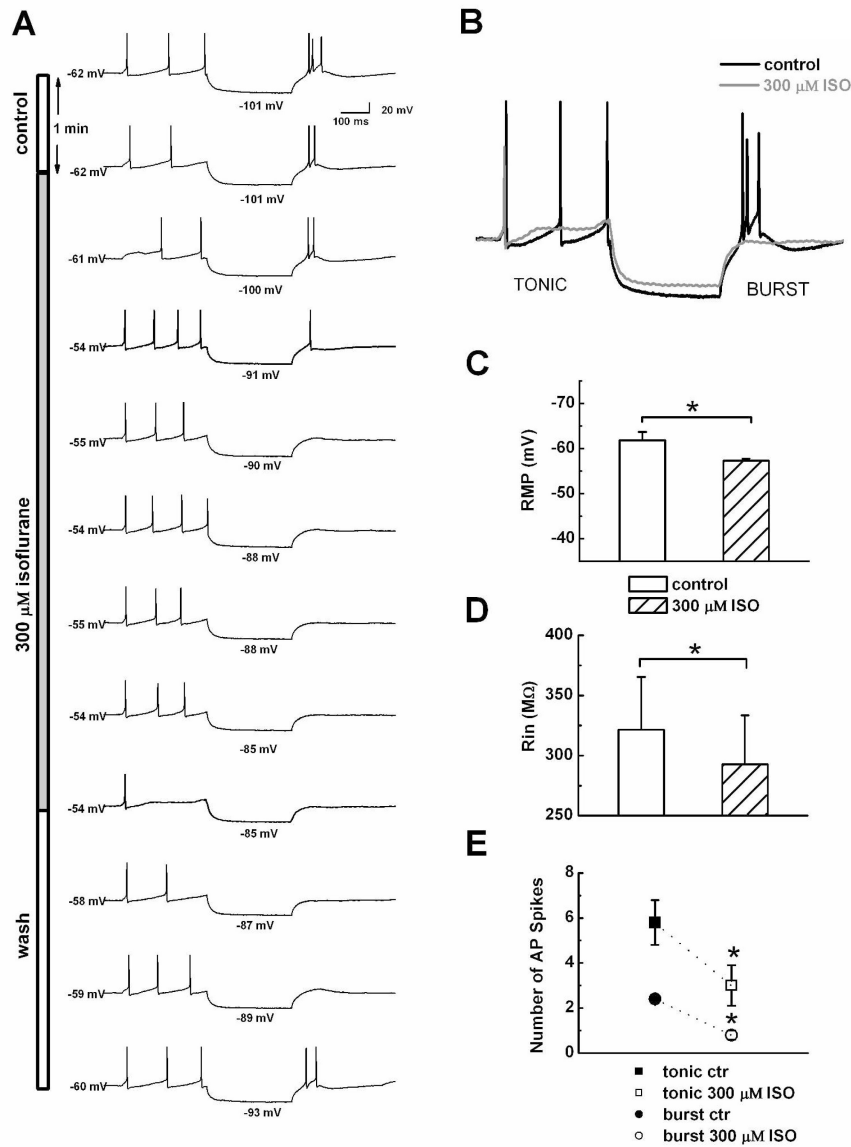 A
control
1 min
300 μM isoflurane
wash
-62 mV
-101 mV
20 mV
100 ms
-62 mV
-101 mV
-61 mV
-100 mV
-54 mV
-91 mV
-55 mV
-90 mV
-54 mV
-88 mV
-55 mV
-88 mV
-54 mV
-85 mV
-54 mV
-85 mV
-58 mV
-87 mV
-59 mV
-89 mV
-60 mV
-93 mV
B
control
300 μM ISO
TONIC
BURST
C
RMP (mV)
-70
-60
-50
-40
*
control
300 μM ISO
D
Rin (MΩ)
400
350
300
250
*
E
Number of AP Spikes
8
6
4
2
0
*
*
tonic ctr
tonic 300 μM ISO
burst ctr
burst 300 μM ISO